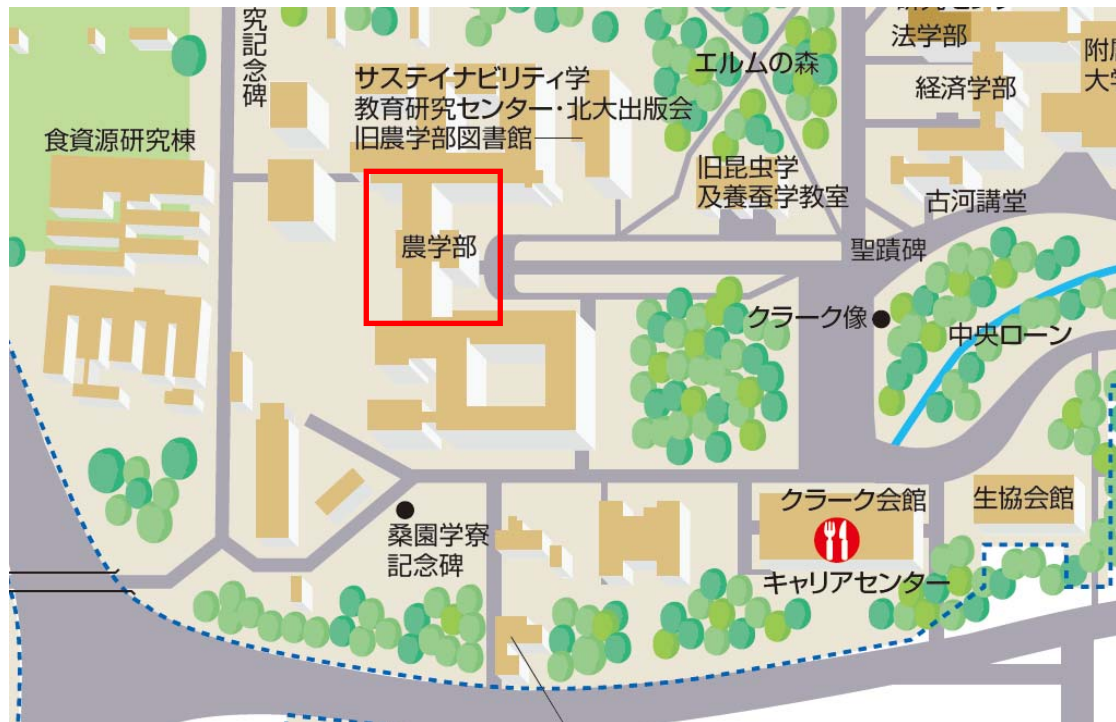 究記念碑
サステイナビリティ学
教育研究センター・北大出版会
旧農学部図書館
食資源研究棟
農学部
エルムの森
旧昆虫学
及養蚕学教室
法学部
経済学部
附属
大学
古河講堂
聖蹟碑
クラーク像
中央ローン
桑園学寮
記念碑
クラーク会館
キャリアセンター
生協会館